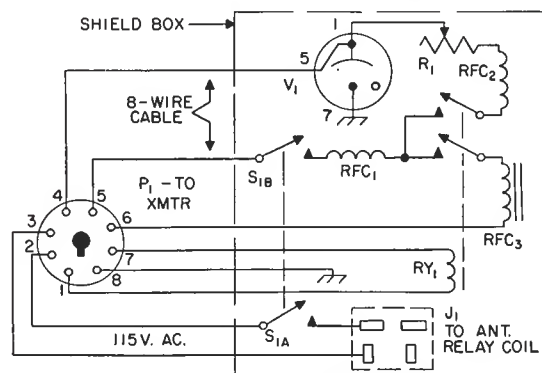 SHIELD BOX
1
5
V₁
7
R₁
RFC₂
8-WIRE
CABLE
S₁B
RFC₁
P₁ - TO
XMTR
4
5
3
6
2
7
1
8
RFC₃
RY₁
115V. AC.
S₁A
J₁
TO ANT.
RELAY COIL